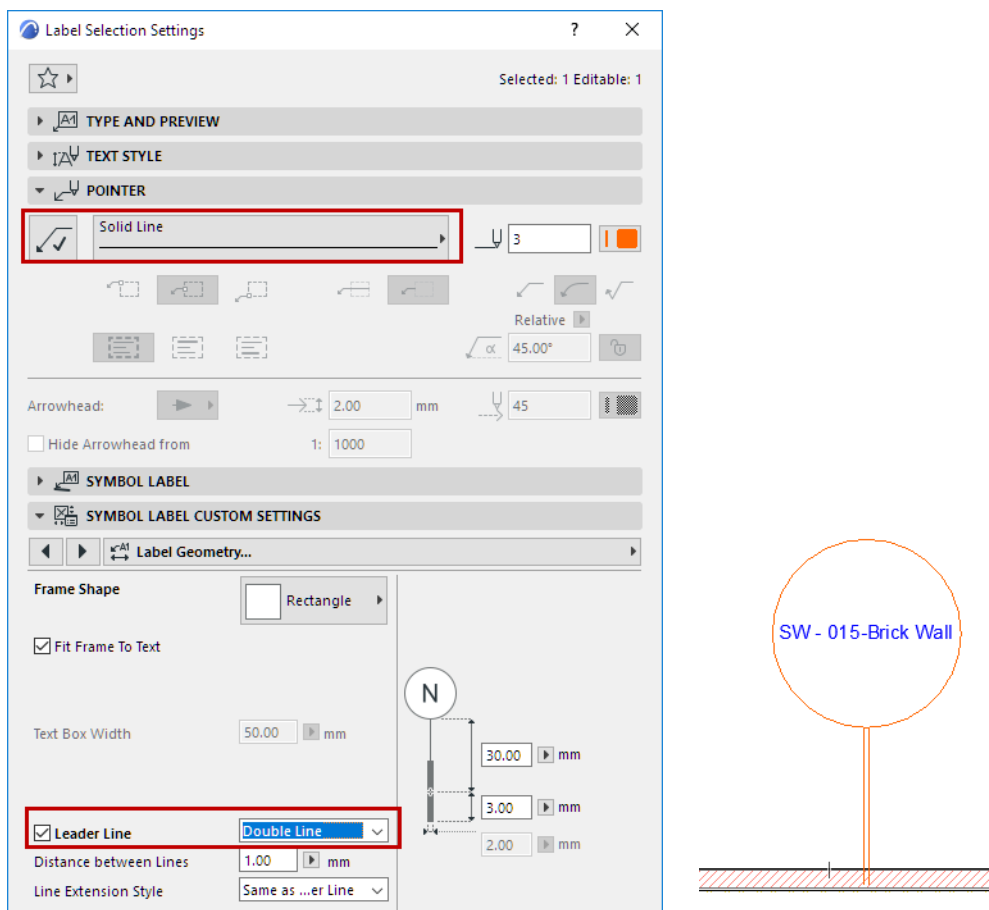 Label Selection Settings ? ×
Selected: 1 Editable: 1
A1 TYPE AND PREVIEW
TEXT STYLE
POINTER
Solid Line
3
Relative
α 45.00°
Arrowhead: 2.00 mm 45
Hide Arrowhead from 1: 1000
A1 SYMBOL LABEL
SYMBOL LABEL CUSTOM SETTINGS
A1 Label Geometry...
Frame Shape Rectangle
Fit Frame To Text
N
Text Box Width 50.00 mm
30.00 mm
3.00 mm
2.00 mm
Leader Line Double Line
Distance between Lines 1.00 mm
Line Extension Style Same as ...er Line
SW - 015-Brick Wall